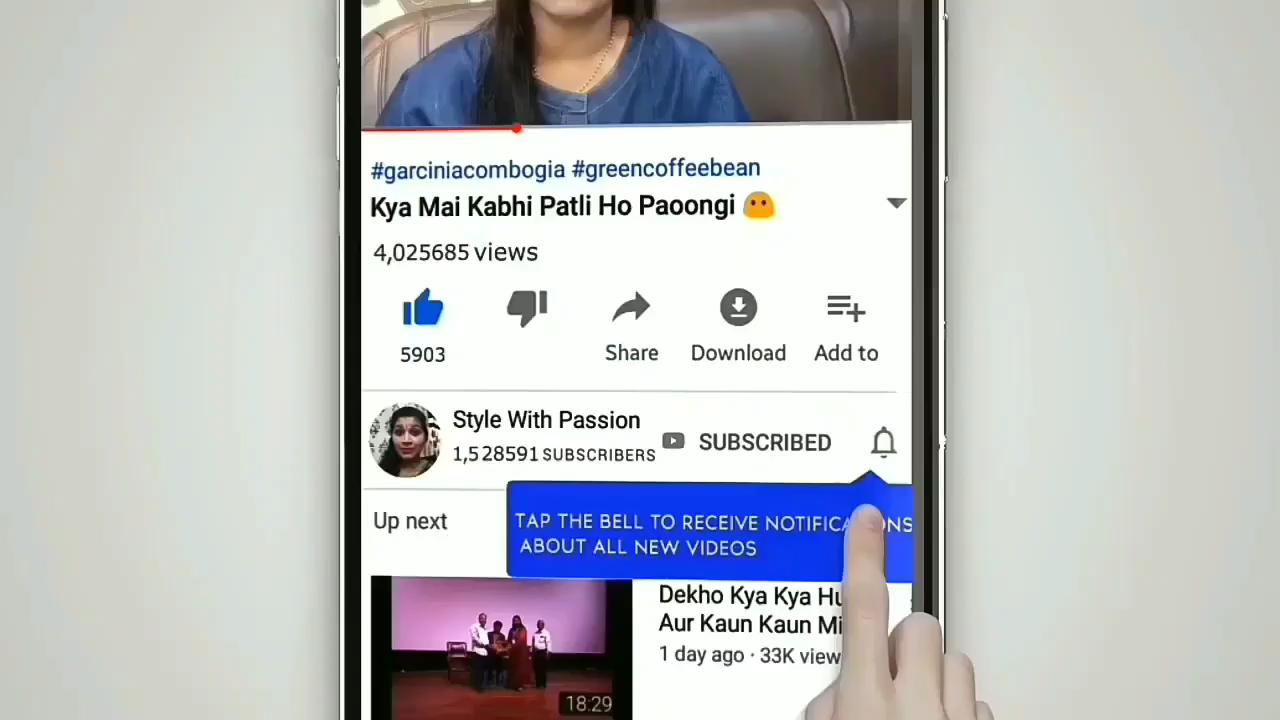 #garciniacombogia #greencoffeebean
Kya Mai Kabhi Patli Ho Paoongi
4,025685 views
5903
Share
Download
Add to
Style With Passion
1,528591 SUBSCRIBERS
SUBSCRIBED
TAP THE BELL TO RECEIVE
ABOUT ALL NEW VIDEOS
Up next
Dekho Kya Kya
Aur Kaun Kaun
1 day ago · 33K
18:29